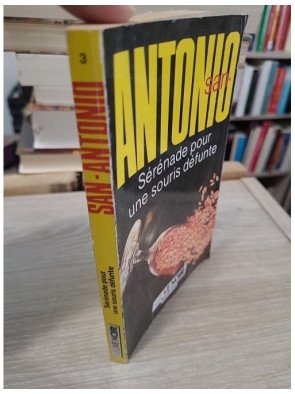 3
SAN-ANTONIO
Sérénade pour
une souris défunte
SAN-
ANTONIO
Sérénade pour
une souris défunte